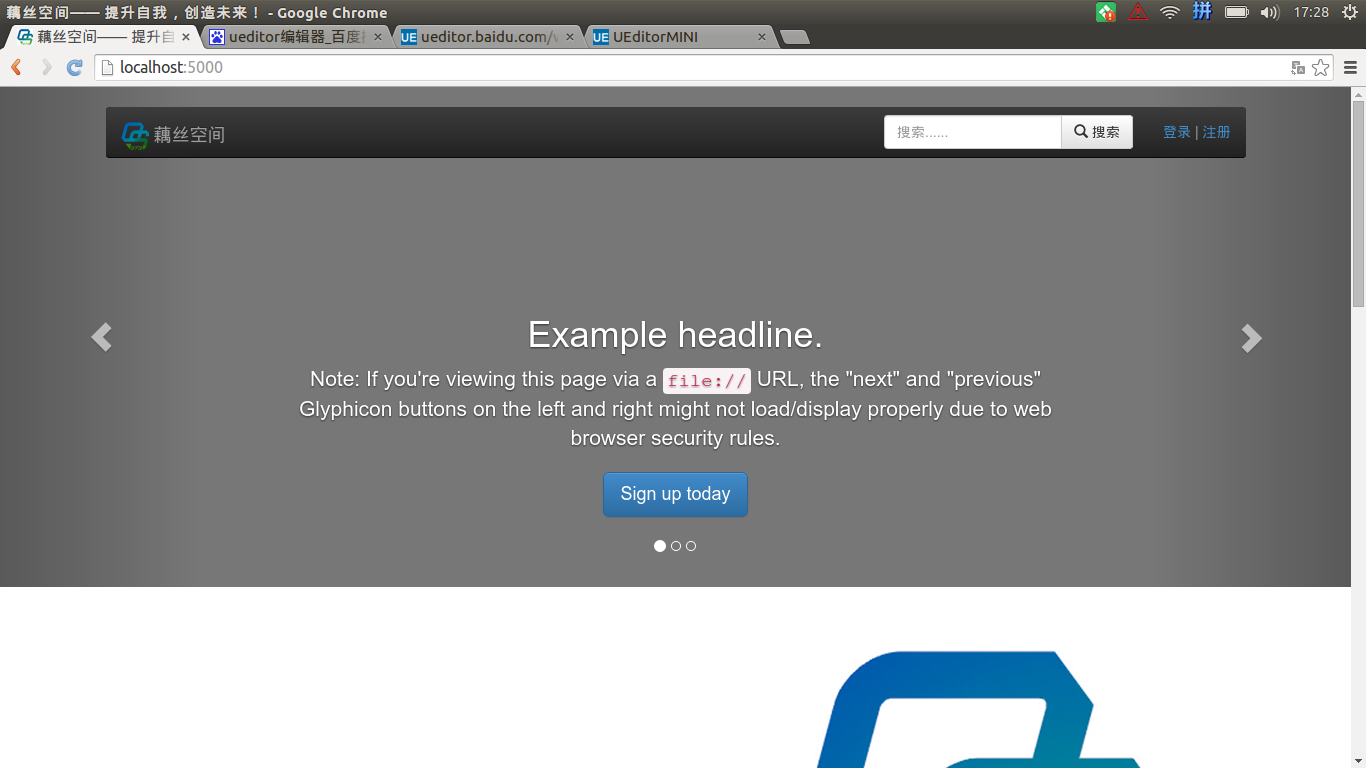 藕丝空间—— 提升自我，创造未来！ - Google Chrome
17:28
藕丝空间—— 提升自
ueditor编辑器_百度
ueditor.baidu.com/
UEditorMINI
localhost:5000
藕丝空间
搜索......
搜索
登录 | 注册
Example headline.
Note: If you're viewing this page via a file:// URL, the "next" and "previous"
Glyphicon buttons on the left and right might not load/display properly due to web
browser security rules.
Sign up today